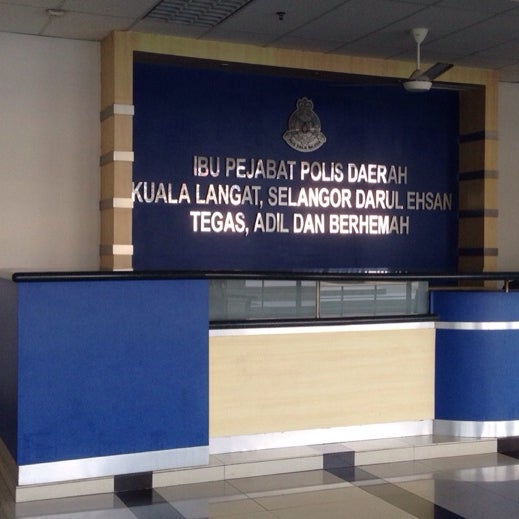 IBU PEJABAT POLIS DAERAH
KUALA LANGAT, SELANGOR DARUL EHSAN
TEGAS, ADIL DAN BERHEMAH